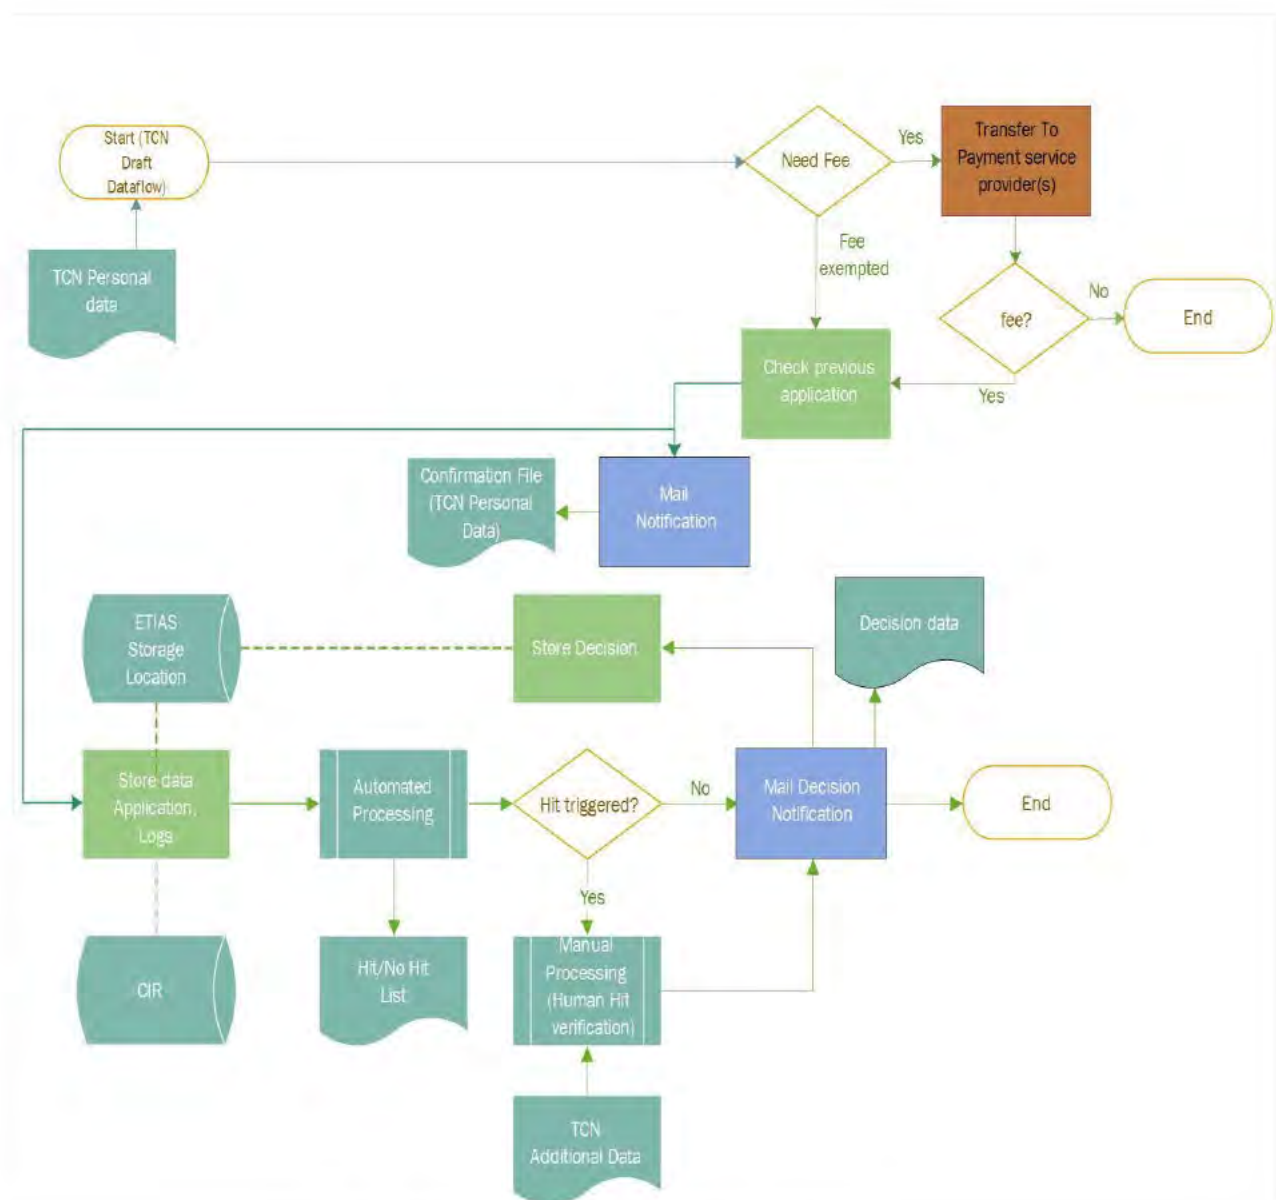 Start (TCN
Draft
Dataflow)
Need Fee
Yes
Transfer To
Payment service
provider(s)
TCN Personal
data
Fee
exempted
fee?
No
End
Check previous
application
Yes
Confirmation File
(TCN Personal
Data)
Mail
Notification
ETIAS
Storage
Location
Store Decision
Decision data
Store data
Application,
Logs
Automated
Processing
Hit triggered?
No
Mail Decision
Notification
End
Yes
CIR
Hit/No Hit
List
Manual
Processing
(Human Hit
verification)
TCN
Additional Data